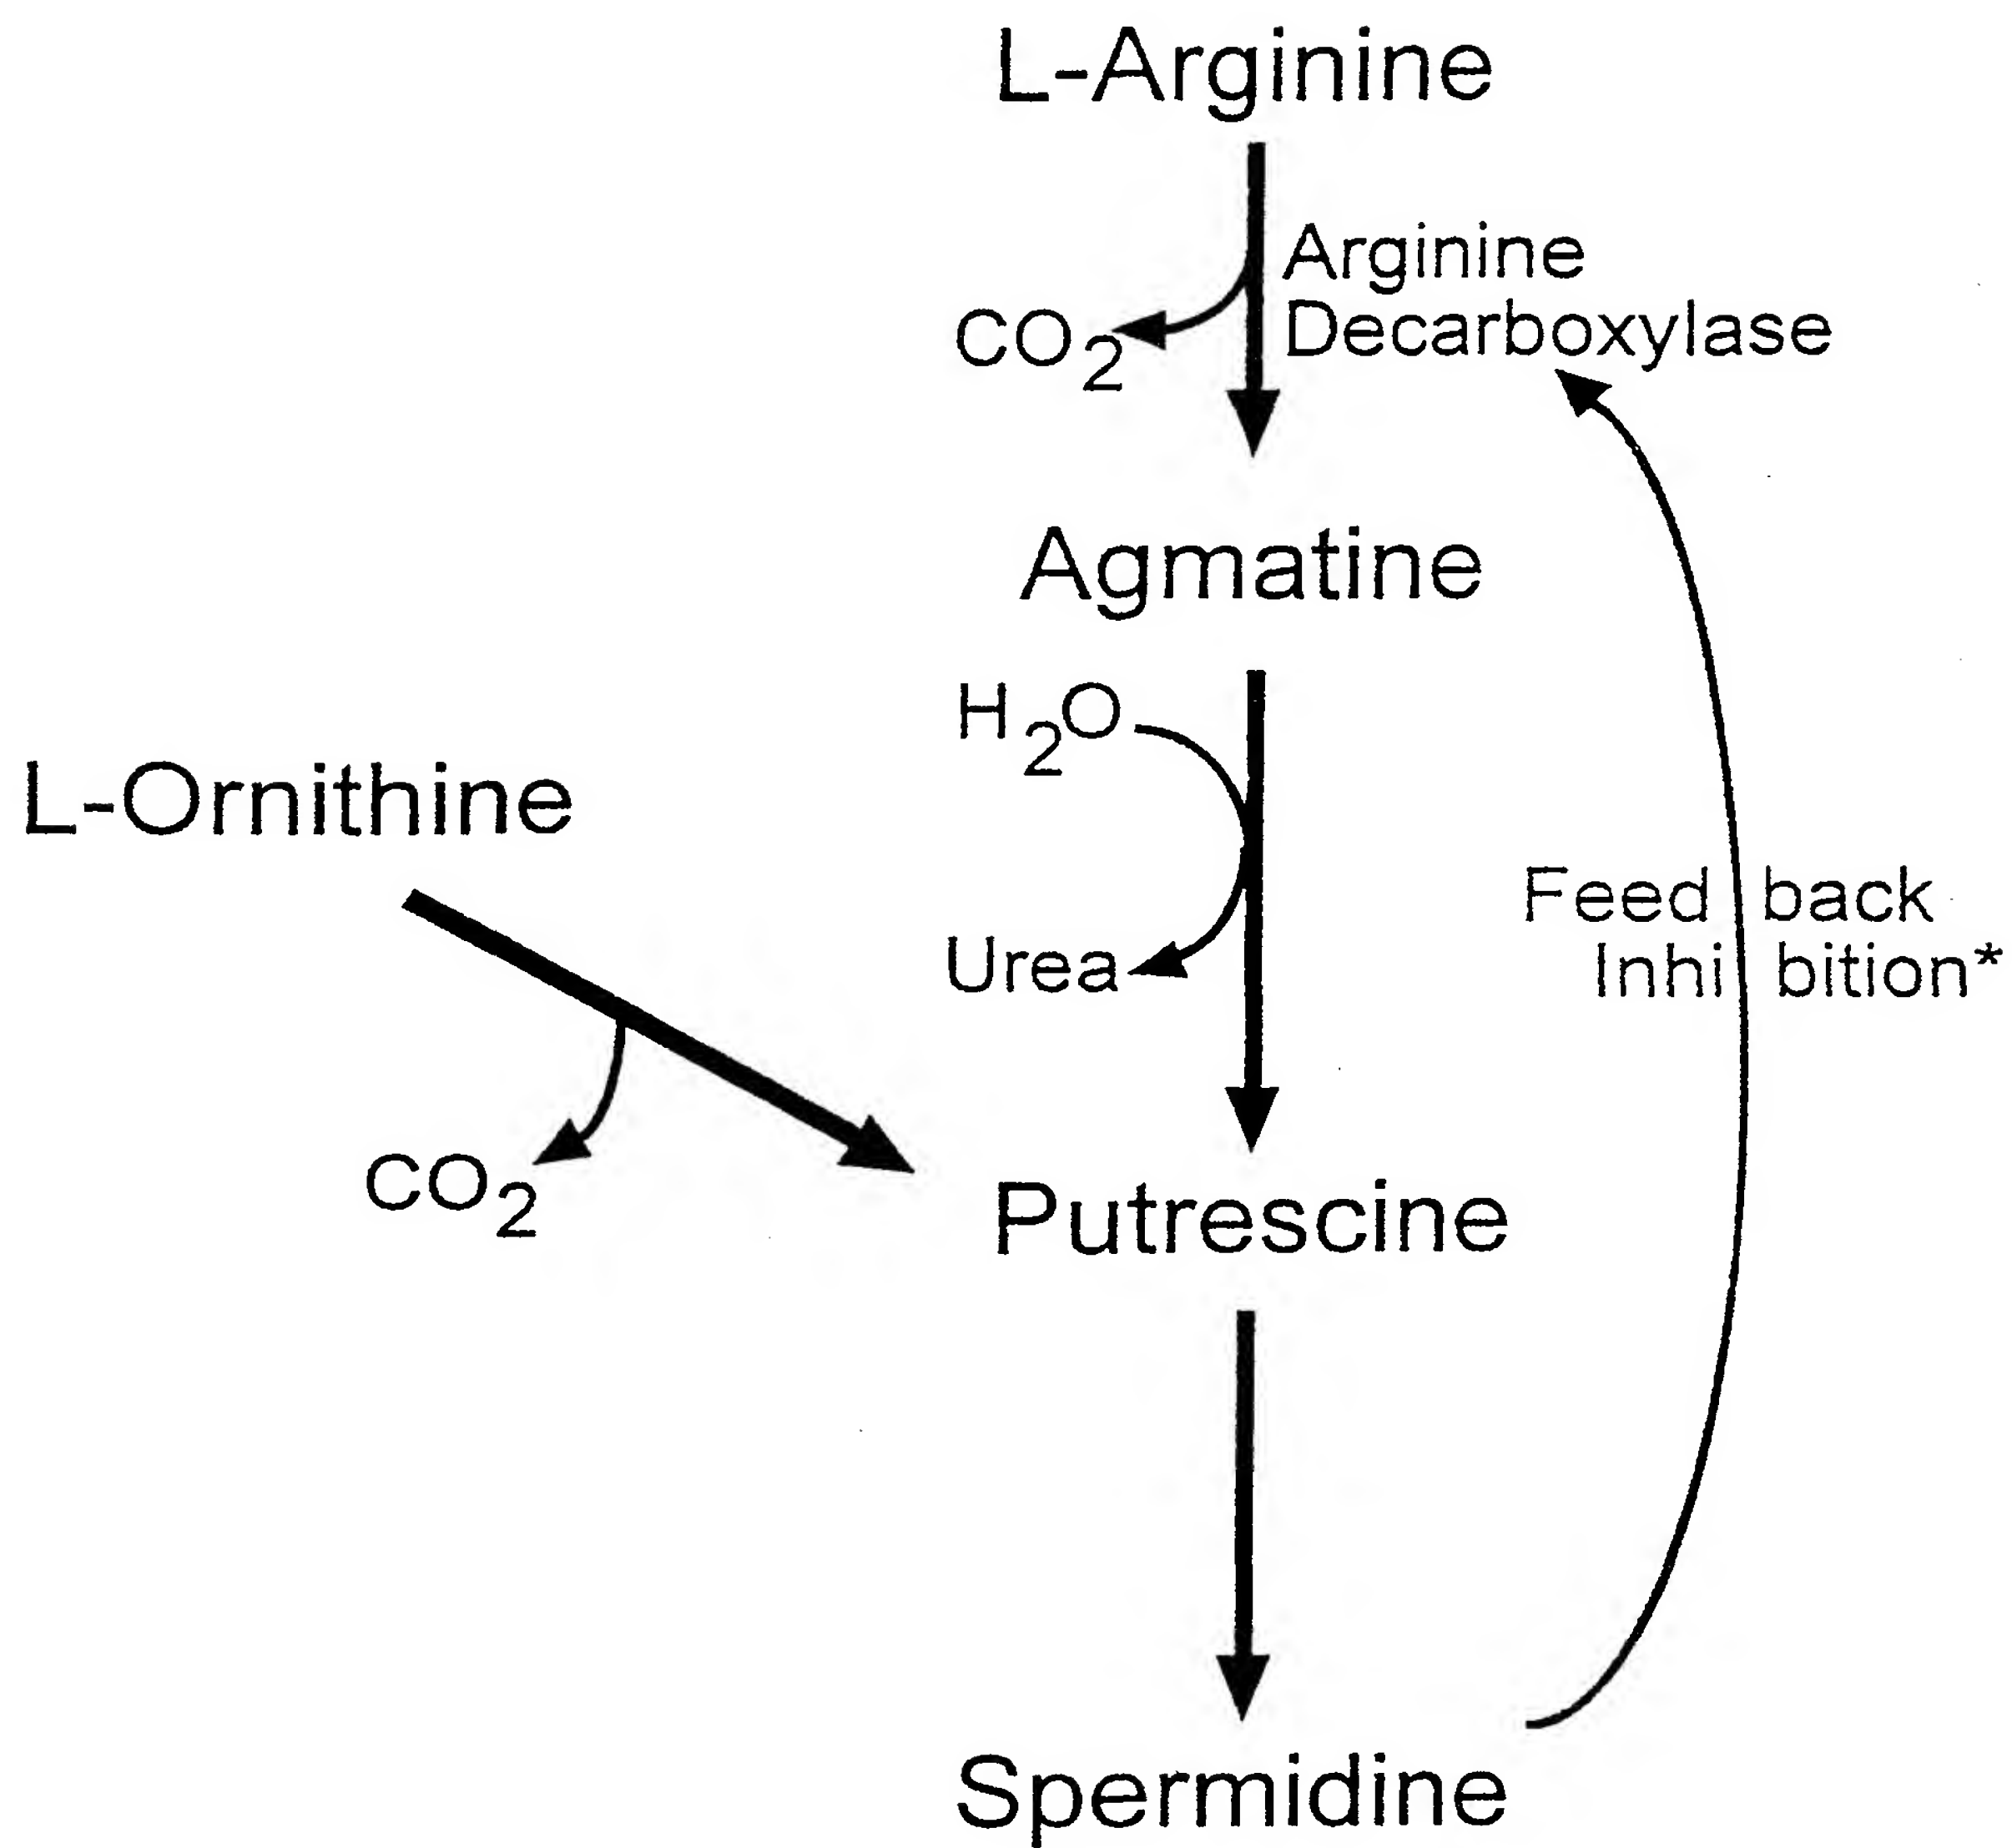 L-Arginine
Arginine
Decarboxylase
CO2
Agmatine
H2O
L-Ornithine
Feed back
Urea
Inhi bition*
CO2
Putrescine
Spermidine